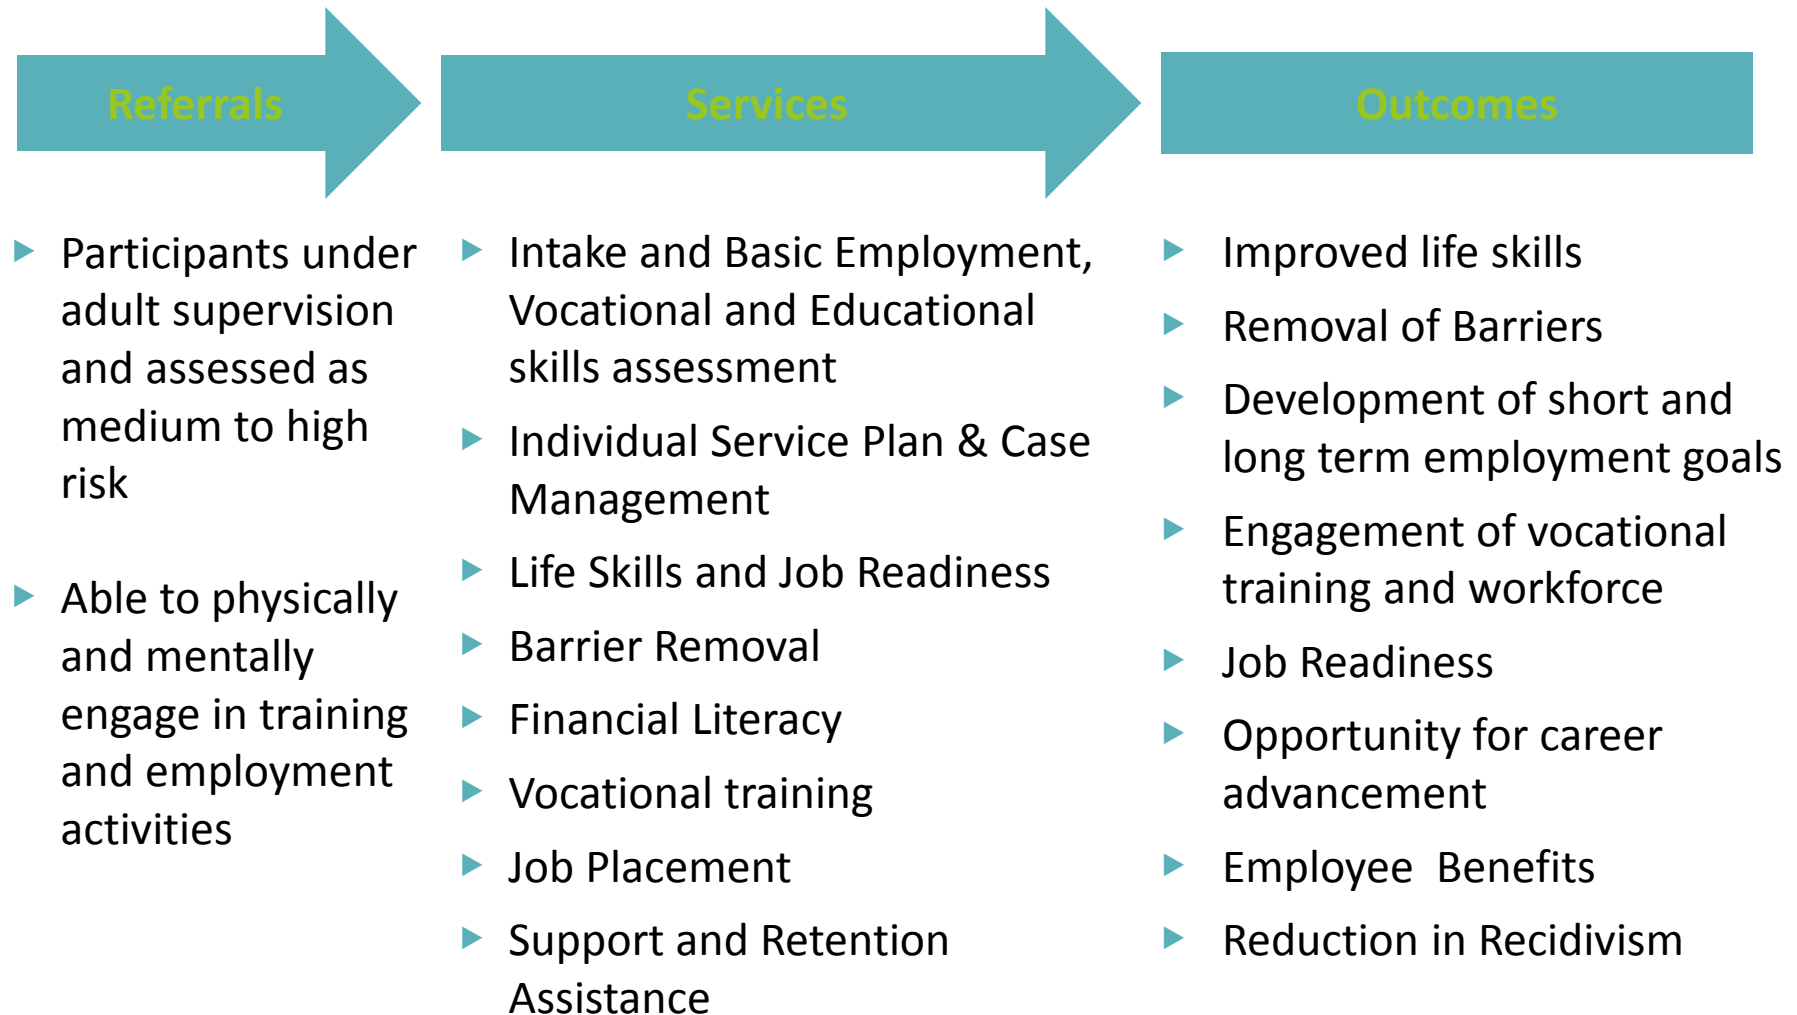 Referrals
Services
Outcomes
Participants under
adult supervision
and assessed as
medium to high
risk
Able to physically
and mentally
engage in training
and employment
activities
Intake and Basic Employment,
Vocational and Educational
skills assessment
Individual Service Plan & Case
Management
Life Skills and Job Readiness
Barrier Removal
Financial Literacy
Vocational training
Job Placement
Support and Retention
Assistance
Improved life skills
Removal of Barriers
Development of short and
long term employment goals
Engagement of vocational
training and workforce
Job Readiness
Opportunity for career
advancement
Employee  Benefits
Reduction in Recidivism